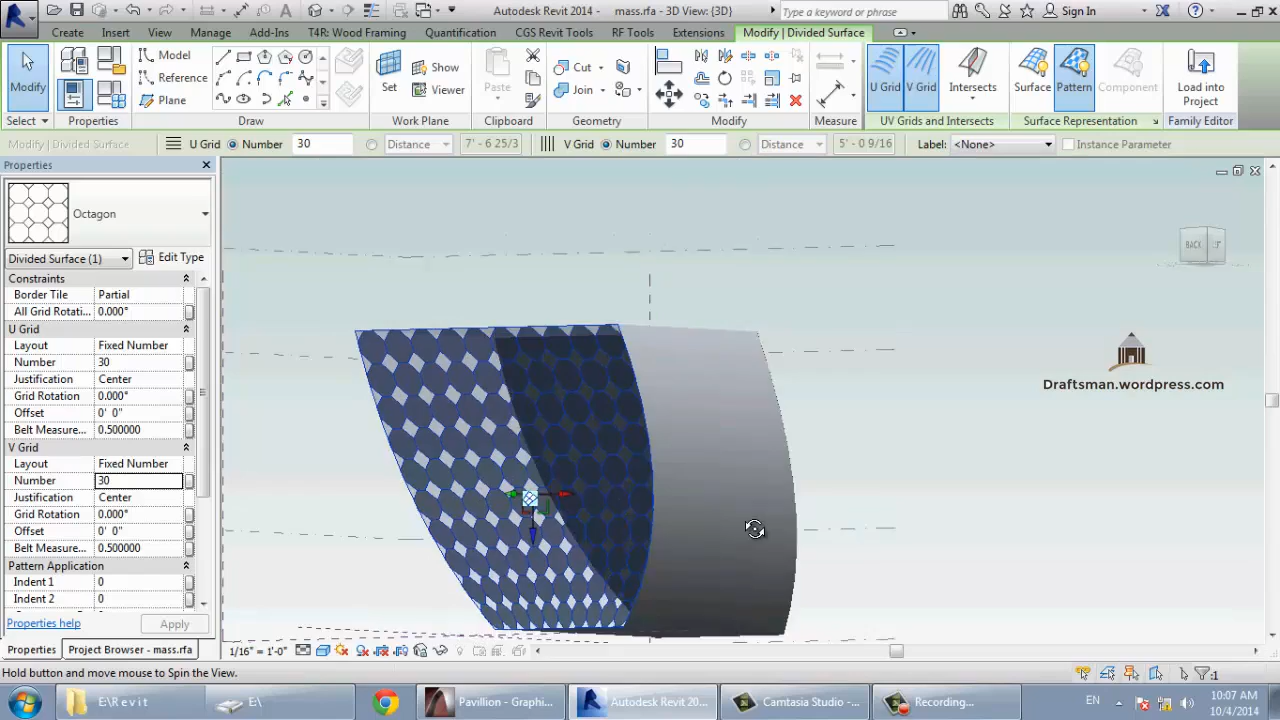 Autodesk Revit 2014 - mass.rfa - 3D View: {3D}
Type a keyword or phrase
Sign In
Create Insert View Manage Add-Ins T4R: Wood Framing Quantification CGS Revit Tools RF Tools Extensions Modify | Divided Surface
Modify
Model
Reference
Plane
Set
Show
Viewer
Paste
Cut
Join
Intersects
U Grid V Grid
Surface Pattern Component
Load into
Project
Select Properties Draw Work Plane Clipboard Geometry Modify Measure UV Grids and Intersects Surface Representation Family Editor
Modify | Divided Surface U Grid Number 30 Distance 7' - 6 25/3 V Grid Number 30 Distance 5' - 0 9/16 Label: <None> Instance Parameter
Properties
Octagon
Divided Surface (1) Edit Type
Constraints
Border Tile Partial
All Grid Rotati... 0.000°
U Grid
Layout Fixed Number
Number 30
Justification Center
Grid Rotation 0.000°
Offset 0' 0"
Belt Measure... 0.500000
V Grid
Layout Fixed Number
Number 30
Justification Center
Grid Rotation 0.000°
Offset 0' 0"
Belt Measure... 0.500000
Pattern Application
Indent 1 0
Indent 2 0
Properties help Apply
Properties Project Browser - mass.rfa
BACK
Draftsman.wordpress.com
1/16" = 1'-0"
Hold button and move mouse to Spin the View.
:1
E:\Revit
E:\
Pavillion - Graphi...
Autodesk Revit 20...
Camtasia Studio -...
Recording...
EN
10:07 AM
10/4/2014